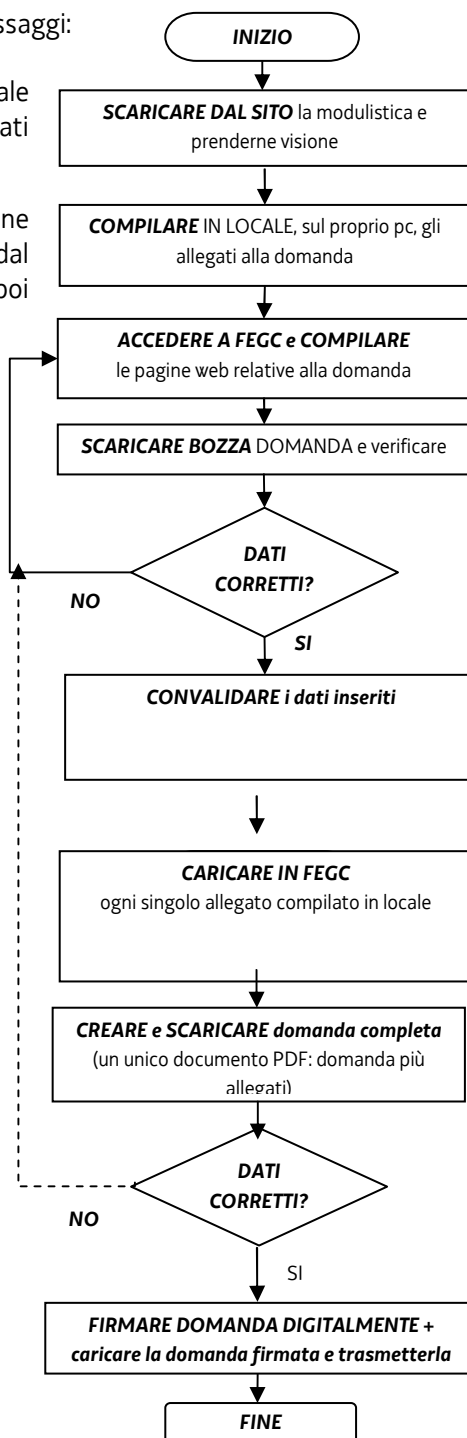 ssaggi:
ale
ati
ne
dal
poi
INIZIO
SCARICARE DAL SITO la modulistica e
prenderne visione
COMPILARE IN LOCALE, sul proprio pc, gli
allegati alla domanda
ACCEDERE A FEGC e COMPILARE
le pagine web relative alla domanda
SCARICARE BOZZA DOMANDA e verificare
DATI
CORRETTI?
NO
SI
CONVALIDARE i dati inseriti
CARICARE IN FEGC
ogni singolo allegato compilato in locale
CREARE e SCARICARE domanda completa
(un unico documento PDF: domanda più
allegati)
DATI
CORRETTI?
NO
SI
FIRMARE DOMANDA DIGITALMENTE +
caricare la domanda firmata e trasmetterla
FINE